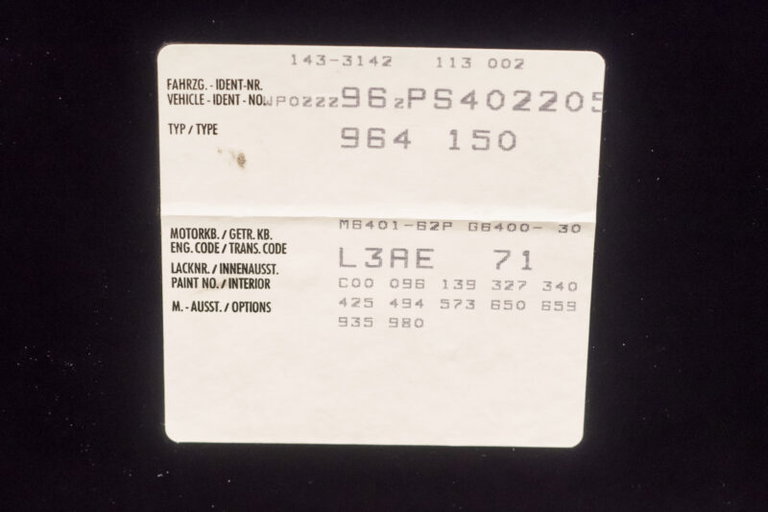 143-3142 113 002
FAHRZG. - IDENT-NR.
VEHICLE - IDENT - NO. WP0ZZZ96ZPS402205
TYP / TYPE 964 150
MOTORKB. / GETR. KB. M6401-62P G6400- 30
ENG. CODE / TRANS. CODE
LACKNR. / INNENAUSST. L3AE 71
PAINT NO. / INTERIOR C00 096 139 327 340
M. - AUSST. / OPTIONS 425 494 573 650 659
935 980